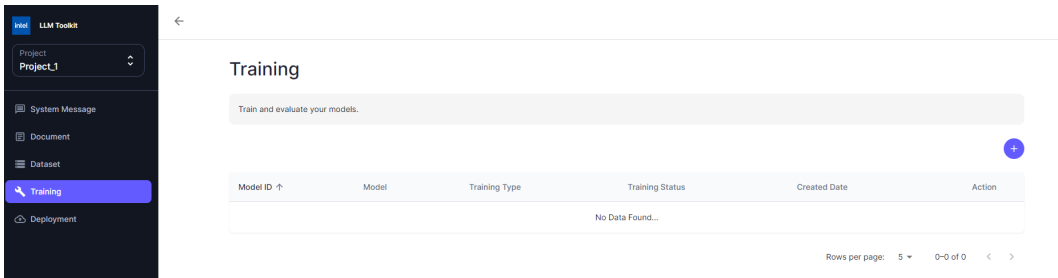 intel LLM Toolkit
Project
Project_1
System Message
Document
Dataset
Training
Deployment
Training
Train and evaluate your models.
Model ID Model Training Type Training Status Created Date Action
No Data Found...
Rows per page: 5 0-0 of 0